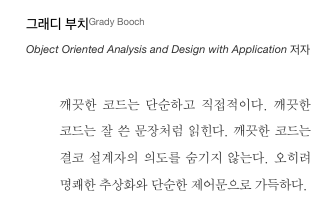 그래디 부치Grady Booch
Object Oriented Analysis and Design with Application 저자
깨끗한 코드는 단순하고 직접적이다. 깨끗한
코드는 잘 쓴 문장처럼 읽힌다. 깨끗한 코드는
결코 설계자의 의도를 숨기지 않는다. 오히려
명쾌한 추상화와 단순한 제어문으로 가득하다.